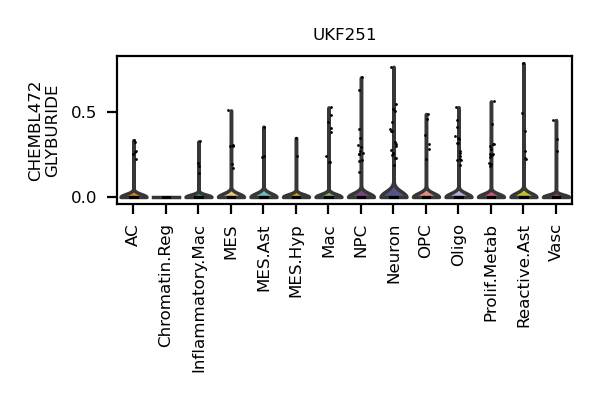 UKF251
CHEMBL472
GLYBURIDE
0.5
0.0
AC
Chromatin.Reg
Inflammatory.Mac
MES
MES.Ast
MES.Hyp
Mac
NPC
Neuron
OPC
Oligo
Prolif.Metab
Reactive.Ast
Vasc